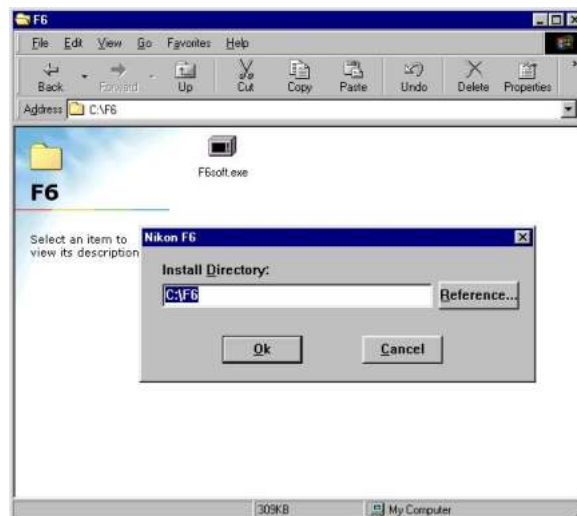 F6
File Edit View Go Favorites Help
Back Forward Up Cut Copy Paste Undo Delete Properties
Address C:\F6
F6soft.exe
F6
Select an item to
view its description
Nikon F6
Install Directory:
C:\F6
Reference...
Ok Cancel
309KB My Computer